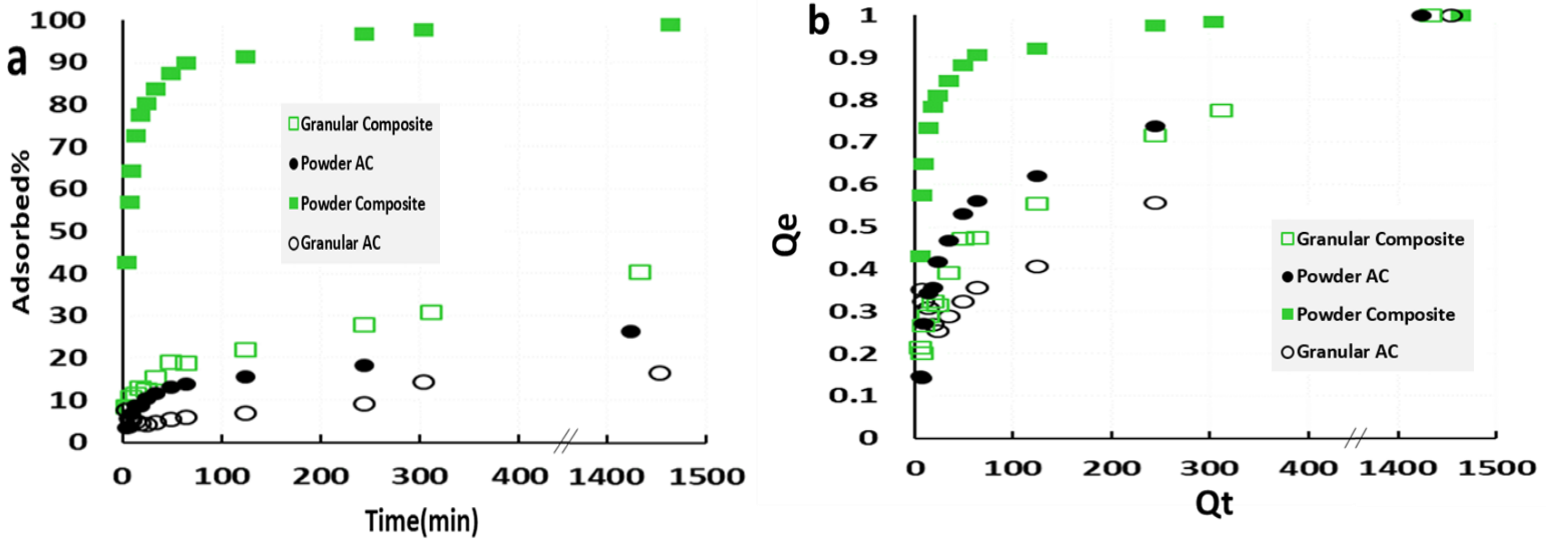 a
Adsorbed%
100
90
80
70
60
50
40
30
20
10
0
Granular Composite
Powder AC
Powder Composite
Granular AC
0 100 200 300 400 1400 1500
Time(min)
b
Qe
1
0.9
0.8
0.7
0.6
0.5
0.4
0.3
0.2
0.1
0
Granular Composite
Powder AC
Powder Composite
Granular AC
0 100 200 300 400 1400 1500
Qt